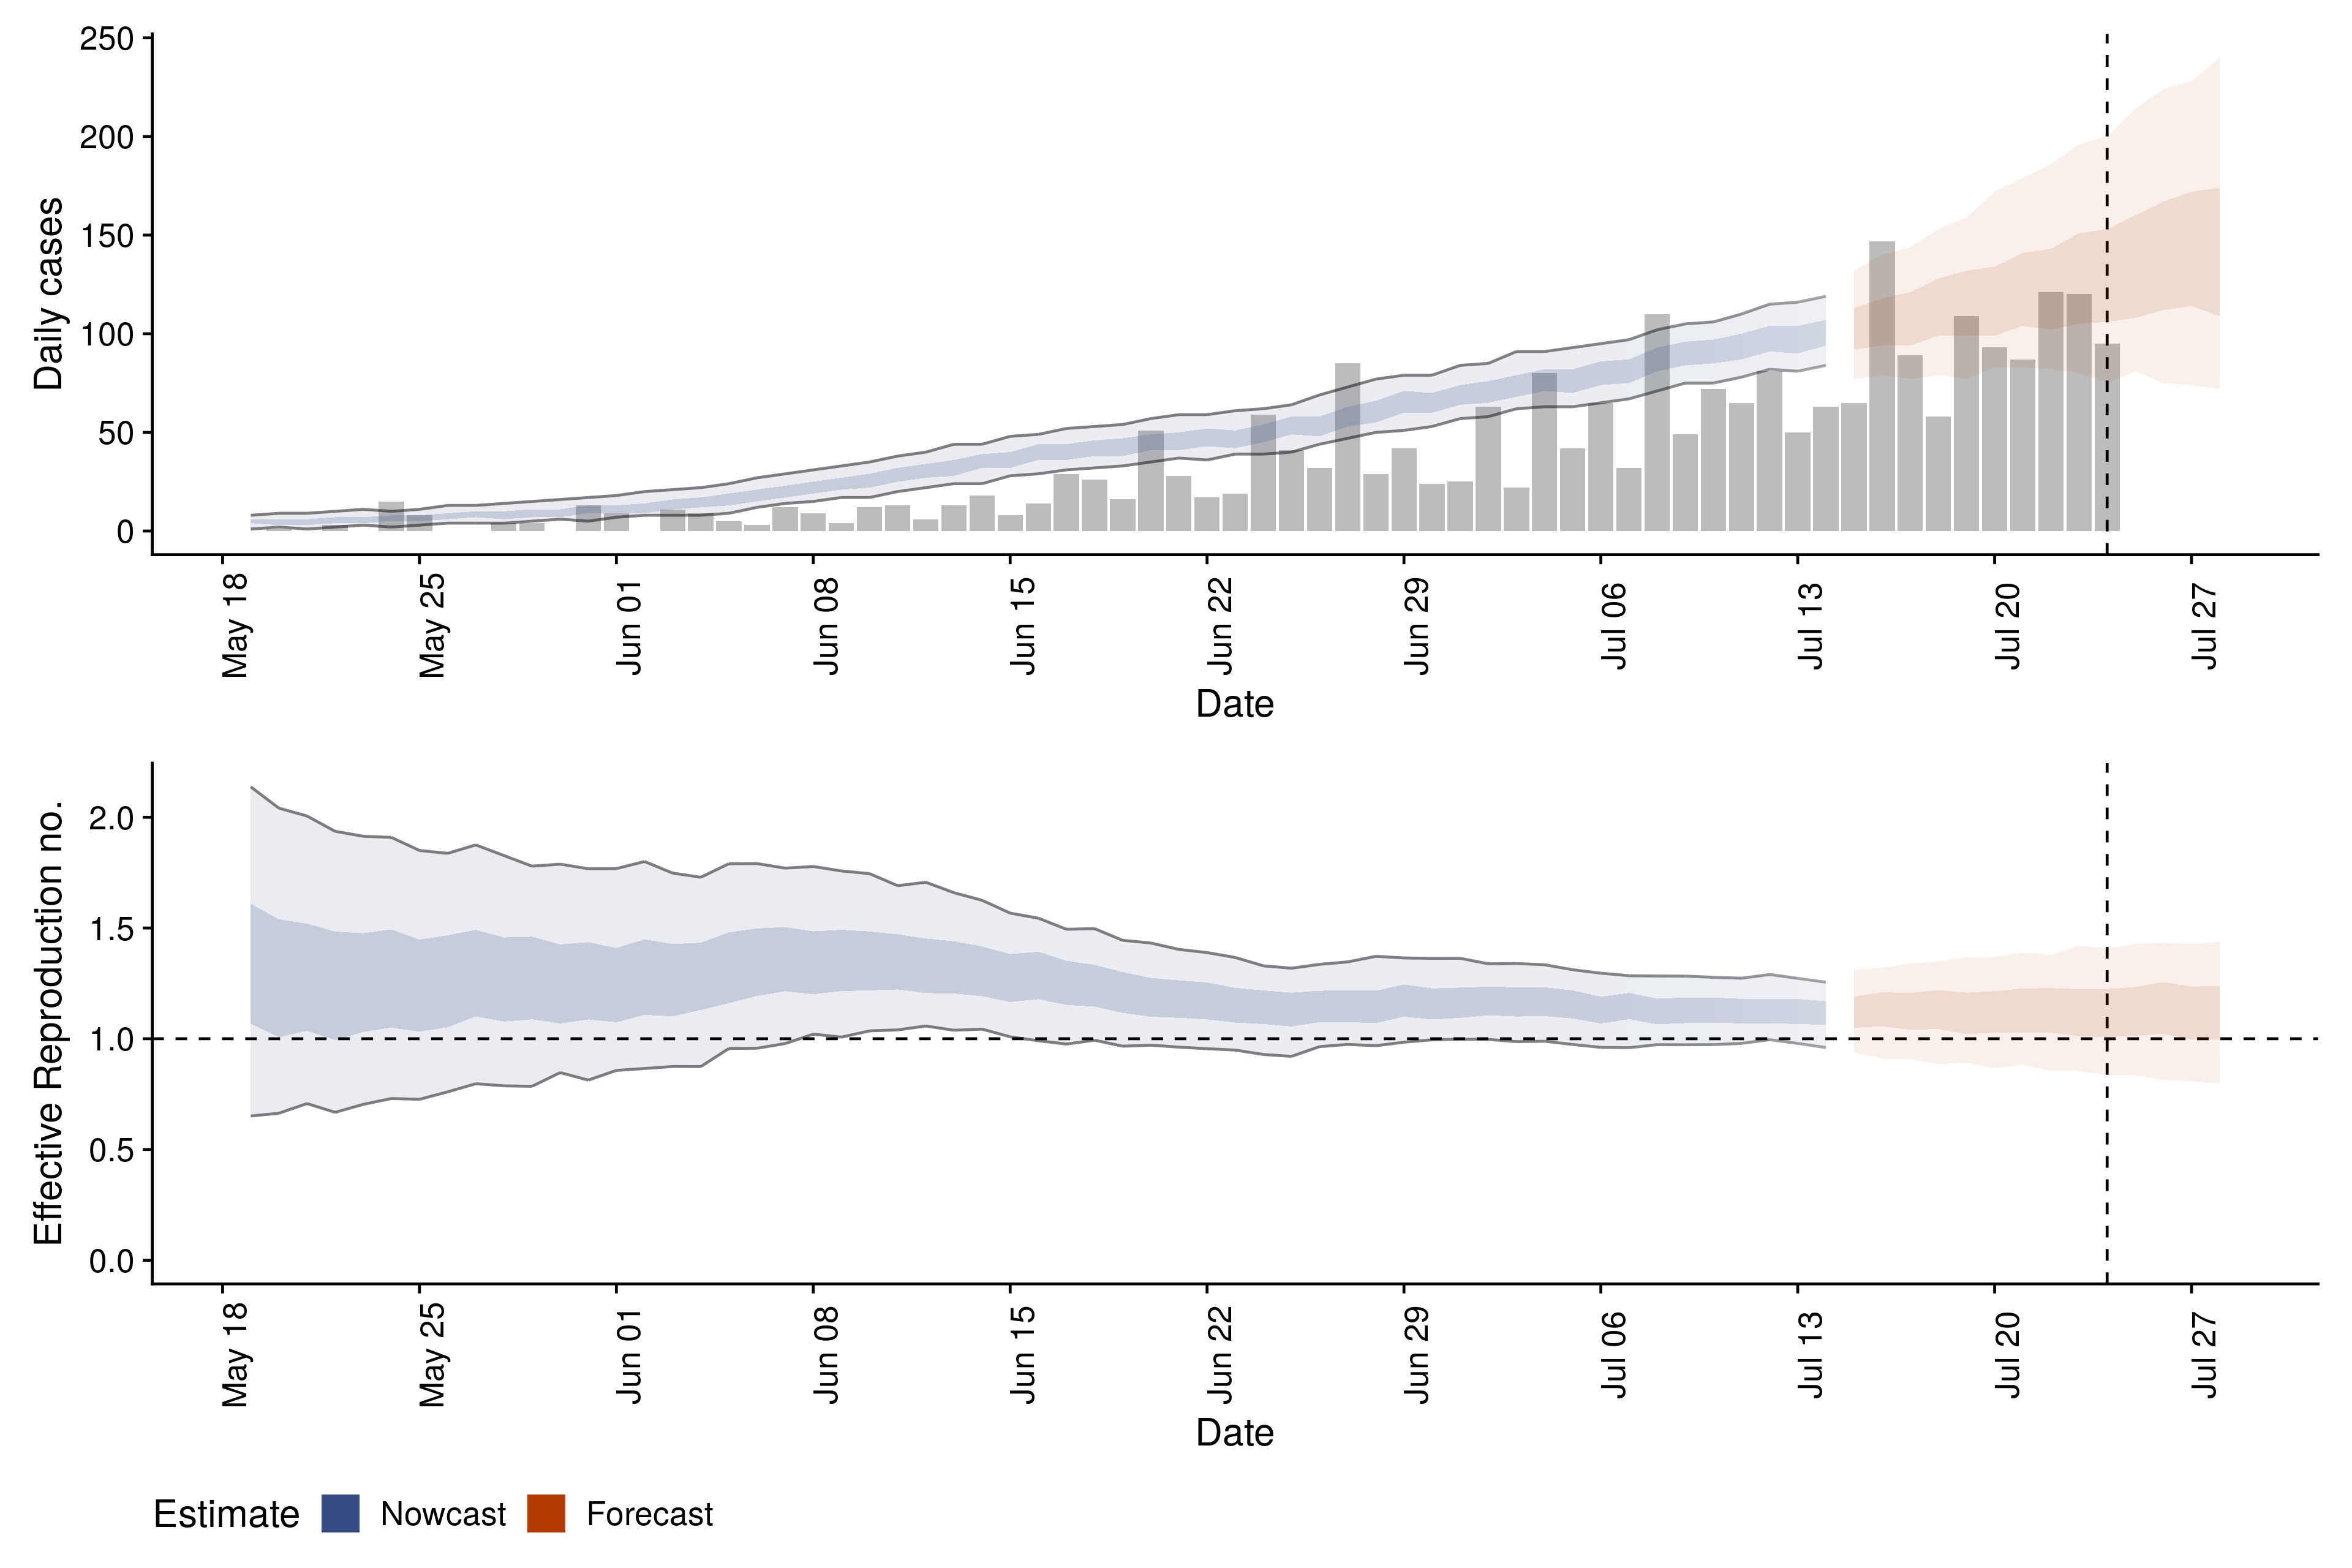 250
200
150
100
50
0
Daily cases
May 18 May 25 Jun 01 Jun 08 Jun 15 Jun 22 Jun 29 Jul 06 Jul 13 Jul 20 Jul 27
Date
2.0
1.5
1.0
0.5
0.0
Effective Reproduction no.
May 18 May 25 Jun 01 Jun 08 Jun 15 Jun 22 Jun 29 Jul 06 Jul 13 Jul 20 Jul 27
Date
Estimate Nowcast Forecast